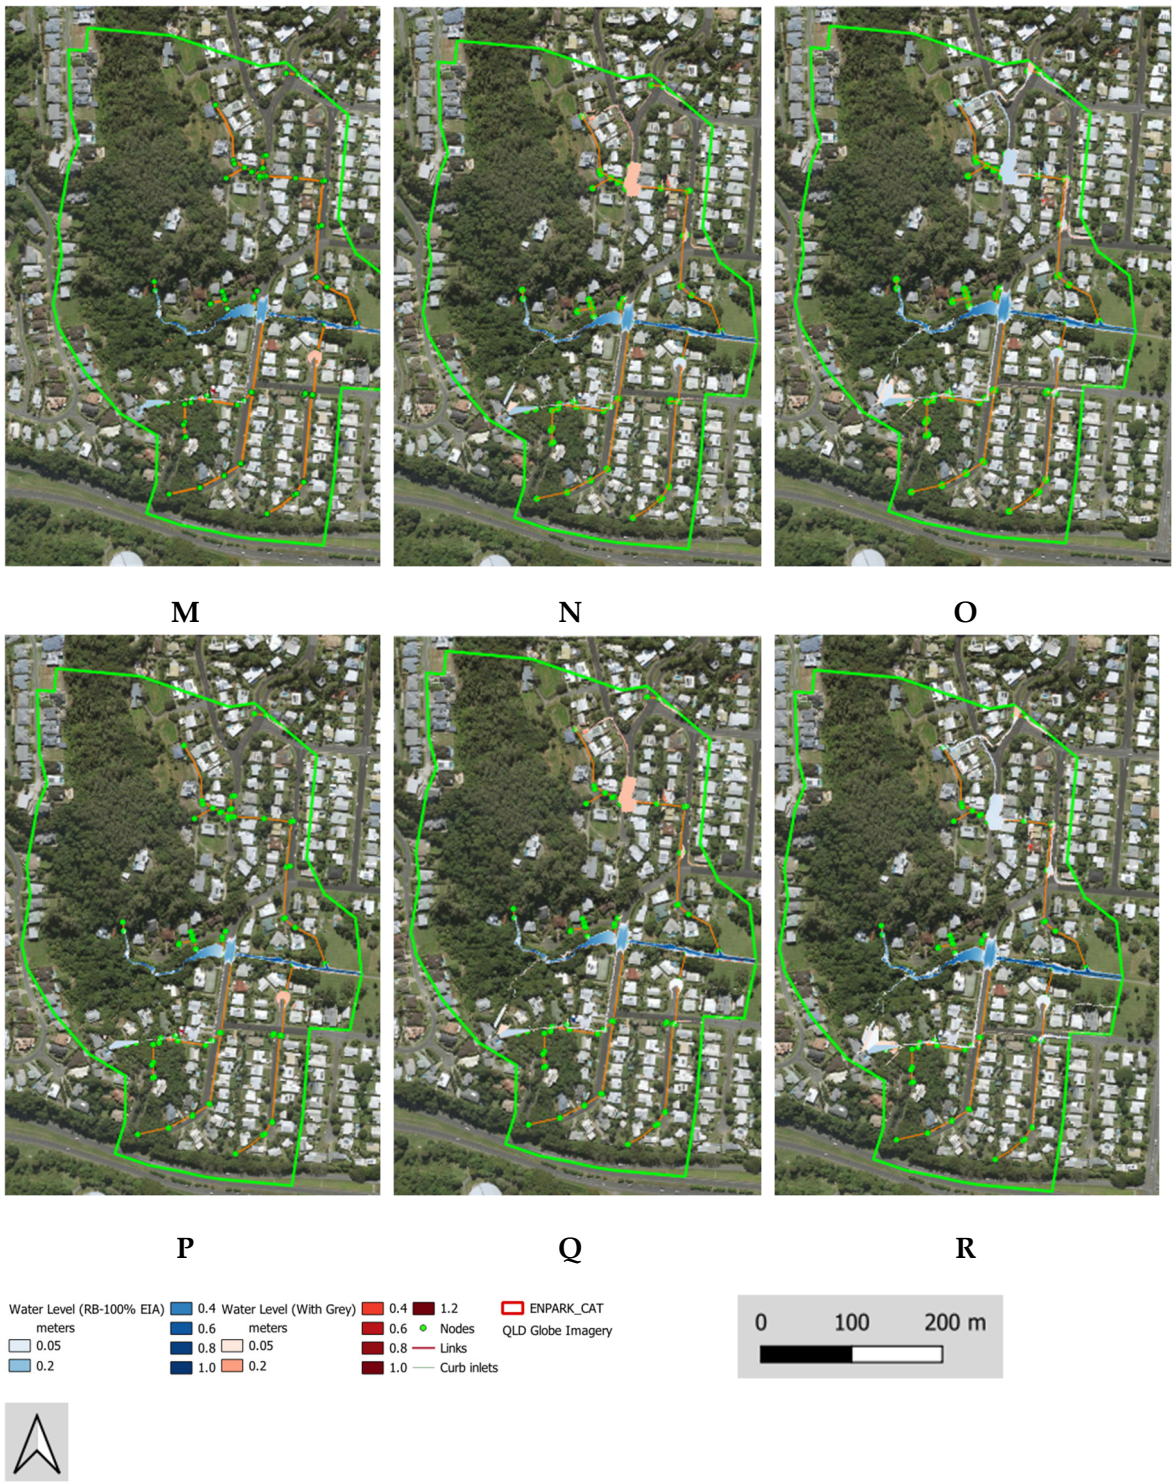 M
N
O
P
Q
R
Water Level (RB-100% EIA)
meters
0.05
0.2
0.4
0.6
0.8
1.0
Water Level (With Grey)
meters
0.05
0.2
0.4
0.6
0.8
1.0
1.2
Nodes
Links
Curb inlets
ENPARK_CAT
QLD Globe Imagery
0 100 200 m